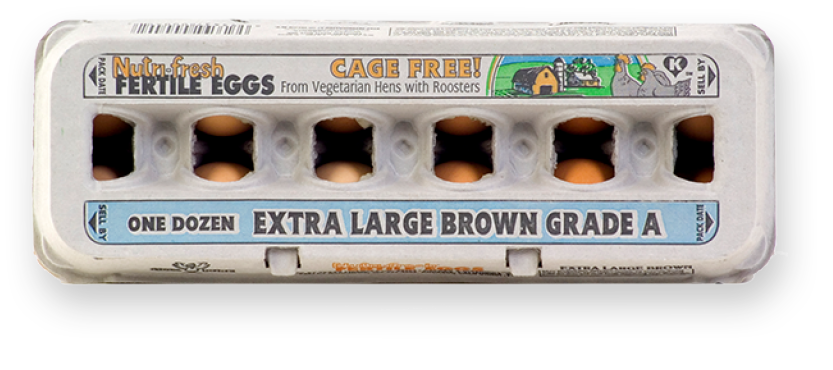 PACK DATE
Nutri-fresh
FERTILE EGGS
CAGE FREE!
From Vegetarian Hens with Roosters
K
SELL BY
SELL BY
ONE DOZEN
EXTRA LARGE BROWN GRADE A
PACK DATE
EXTRA LARGE BROWN